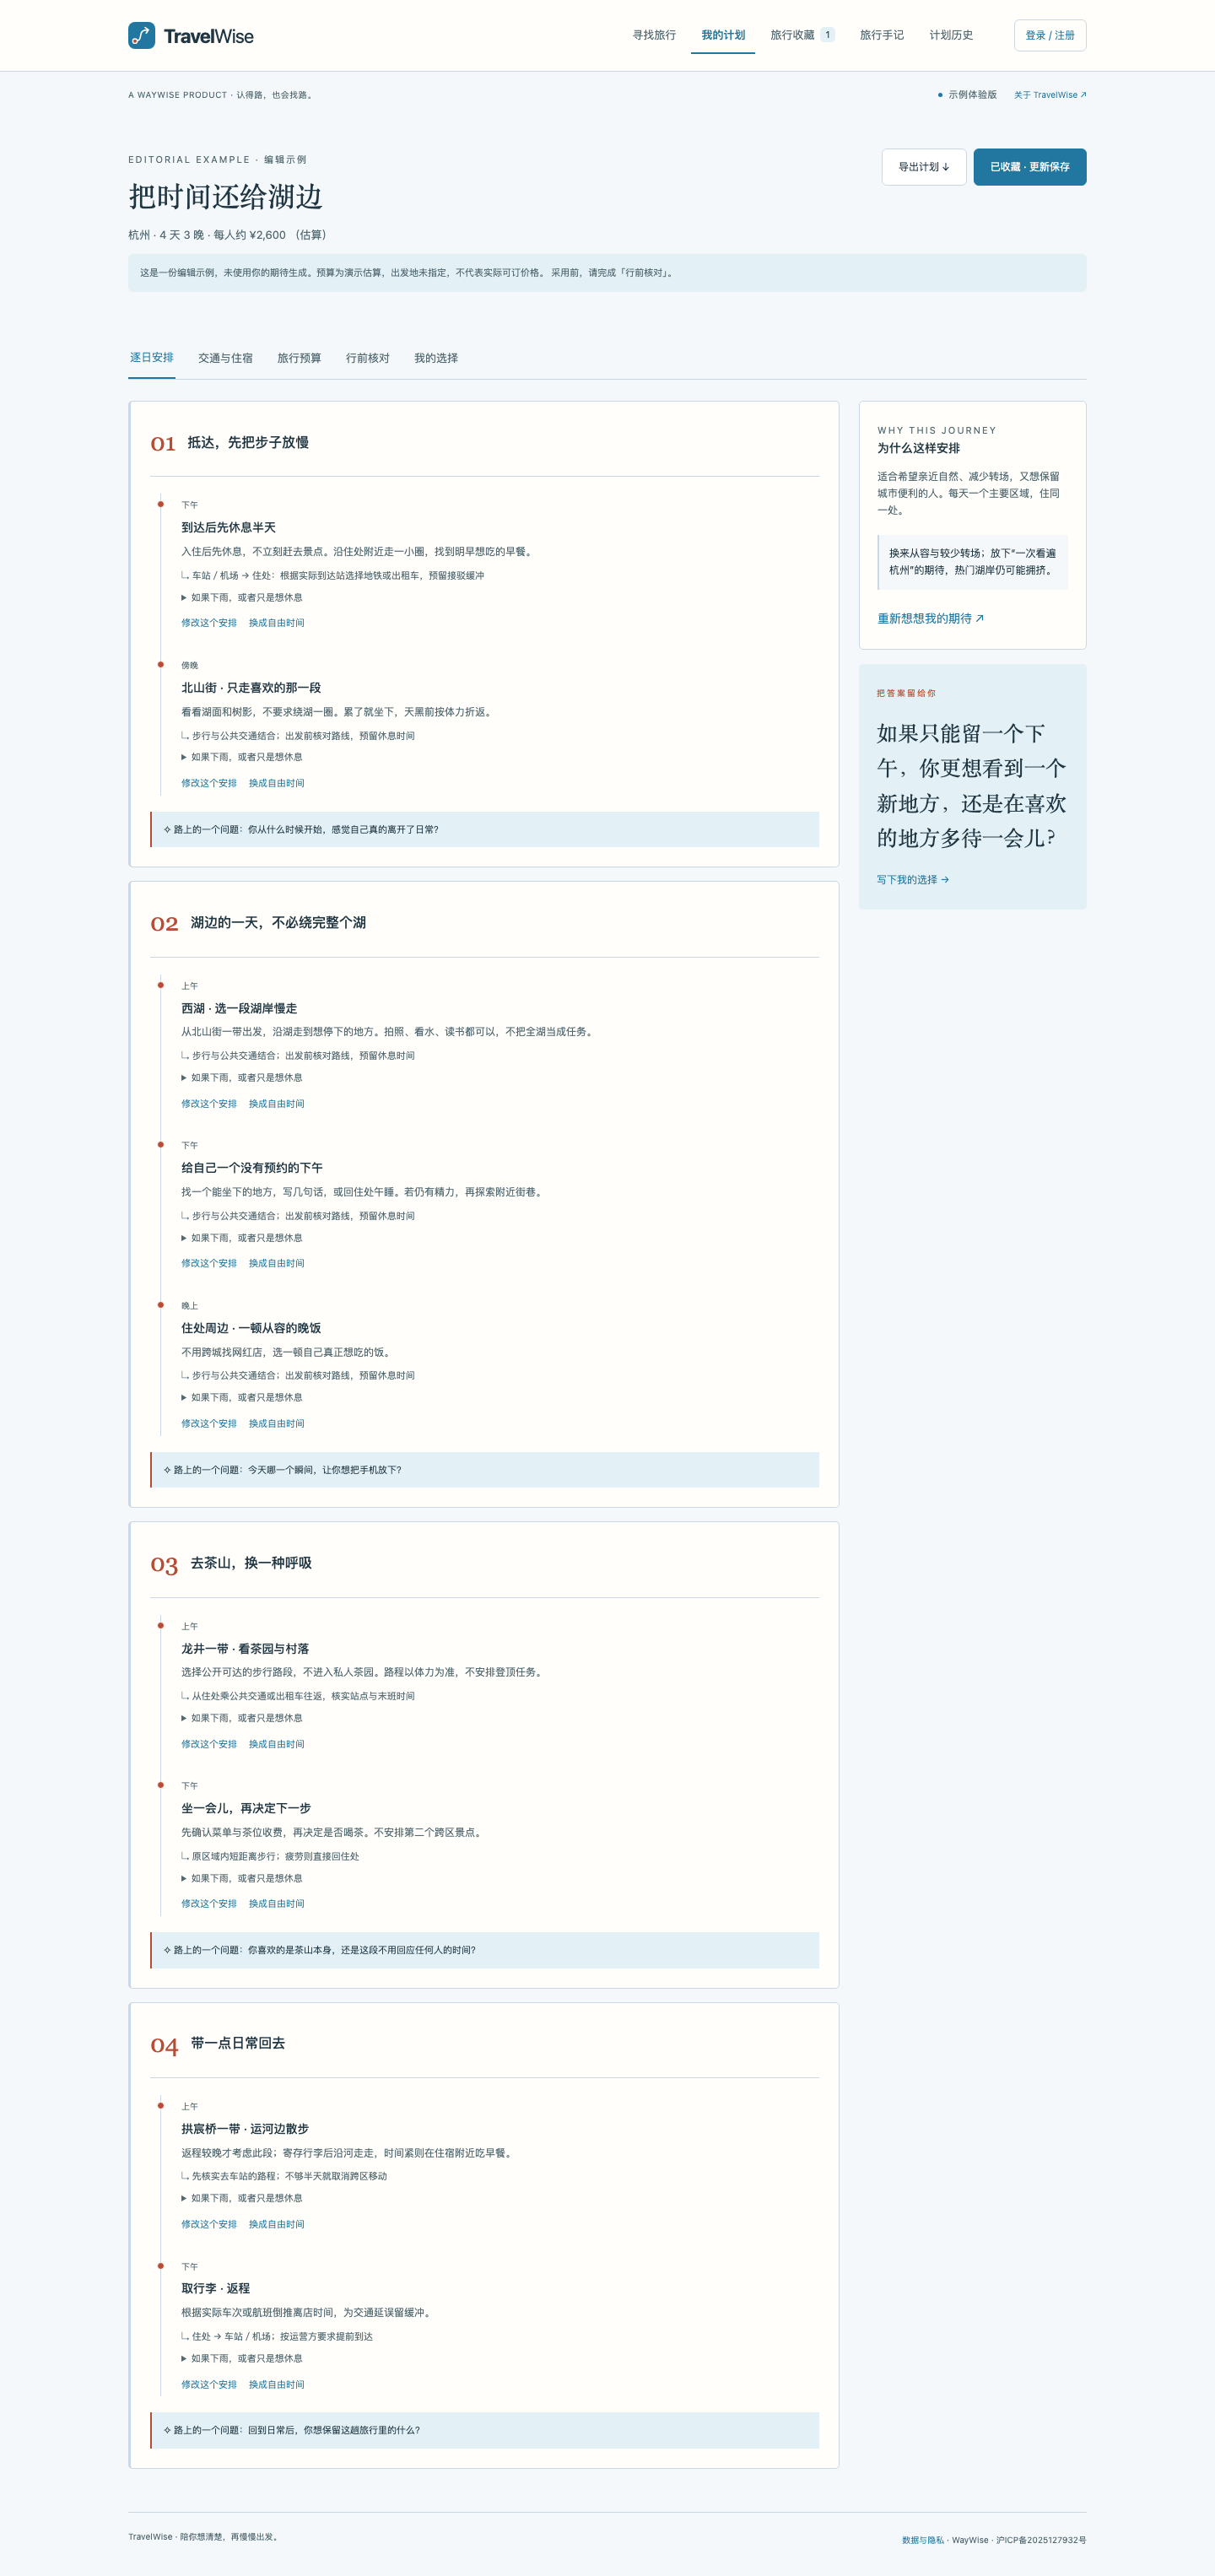 TravelWise
寻找旅行
我的计划
旅行收藏 1
旅行手记
计划历史
登录 / 注册
A WAYWISE PRODUCT · 认得路，也会找路。
示例体验版
关于 TravelWise ↗
EDITORIAL EXAMPLE · 编辑示例
把时间还给湖边
杭州 · 4 天 3 晚 · 每人约 ¥2,600 （估算）
导出计划 ↓
已收藏 · 更新保存
这是一份编辑示例，未使用你的期待生成。预算为演示估算，出发地未指定，不代表实际可订价格。 采用前，请完成「行前核对」。
逐日安排
交通与住宿
旅行预算
行前核对
我的选择
01 抵达，先把步子放慢
下午
到达后先休息半天
入住后先休息，不立刻赶去景点。沿住处附近走一小圈，找到明早想吃的早餐。
车站 / 机场 → 住处：根据实际到达站选择地铁或出租车，预留接驳缓冲
▶ 如果下雨，或者只是想休息
修改这个安排 换成自由时间
傍晚
北山街 · 只走喜欢的那一段
看看湖面和树影，不要求绕湖一圈。累了就坐下，天黑前按体力折返。
步行与公共交通结合；出发前核对路线，预留休息时间
▶ 如果下雨，或者只是想休息
修改这个安排 换成自由时间
✧ 路上的一个问题：你从什么时候开始，感觉自己真的离开了日常？
02 湖边的一天，不必绕完整个湖
上午
西湖 · 选一段湖岸慢走
从北山街一带出发，沿湖走到想停下的地方。拍照、看水、读书都可以，不把全湖当成任务。
步行与公共交通结合；出发前核对路线，预留休息时间
▶ 如果下雨，或者只是想休息
修改这个安排 换成自由时间
下午
给自己一个没有预约的下午
找一个能坐下的地方，写几句话，或回住处午睡。若仍有精力，再探索附近街巷。
步行与公共交通结合；出发前核对路线，预留休息时间
▶ 如果下雨，或者只是想休息
修改这个安排 换成自由时间
晚上
住处周边 · 一顿从容的晚饭
不用跨城找网红店，选一顿自己真正想吃的饭。
步行与公共交通结合；出发前核对路线，预留休息时间
▶ 如果下雨，或者只是想休息
修改这个安排 换成自由时间
✧ 路上的一个问题：今天哪一个瞬间，让你想把手机放下？
03 去茶山，换一种呼吸
上午
龙井一带 · 看茶园与村落
选择公开可达的步行路段，不进入私人茶园。路程以体力为准，不安排登顶任务。
从住处乘公共交通或出租车往返，核实站点与末班时间
▶ 如果下雨，或者只是想休息
修改这个安排 换成自由时间
下午
坐一会儿，再决定下一步
先确认菜单与茶位收费，再决定是否喝茶。不安排第二个跨区景点。
原区域内短距离步行；疲劳则直接回住处
▶ 如果下雨，或者只是想休息
修改这个安排 换成自由时间
✧ 路上的一个问题：你喜欢的是茶山本身，还是这段不用回应任何人的时间？
04 带一点日常回去
上午
拱宸桥一带 · 运河边散步
返程较晚才考虑此段；寄存行李后沿河走走，时间紧则在住宿附近吃早餐。
先核实去车站的路程；不够半天就取消跨区移动
▶ 如果下雨，或者只是想休息
修改这个安排 换成自由时间
下午
取行李 · 返程
根据实际车次或航班倒推离店时间，为交通延误留缓冲。
住处 → 车站 / 机场；按运营方要求提前到达
▶ 如果下雨，或者只是想休息
修改这个安排 换成自由时间
✧ 路上的一个问题：回到日常后，你想保留这趟旅行里的什么？
WHY THIS JOURNEY
为什么这样安排
适合希望亲近自然、减少转场，又想保留
城市便利的人。每天一个主要区域，住同
一处。
换来从容与较少转场；放下“一次看遍
杭州”的期待，热门湖岸仍可能拥挤。
重新想想我的期待 ↗
把答案留给你
如果只能留一个下
午，你更想看到一个
新地方，还是在喜欢
的地方多待一会儿？
写下我的选择 →
TravelWise · 陪你想清楚，再慢慢出发。
数据与隐私 · WayWise · 沪ICP备2025127932号